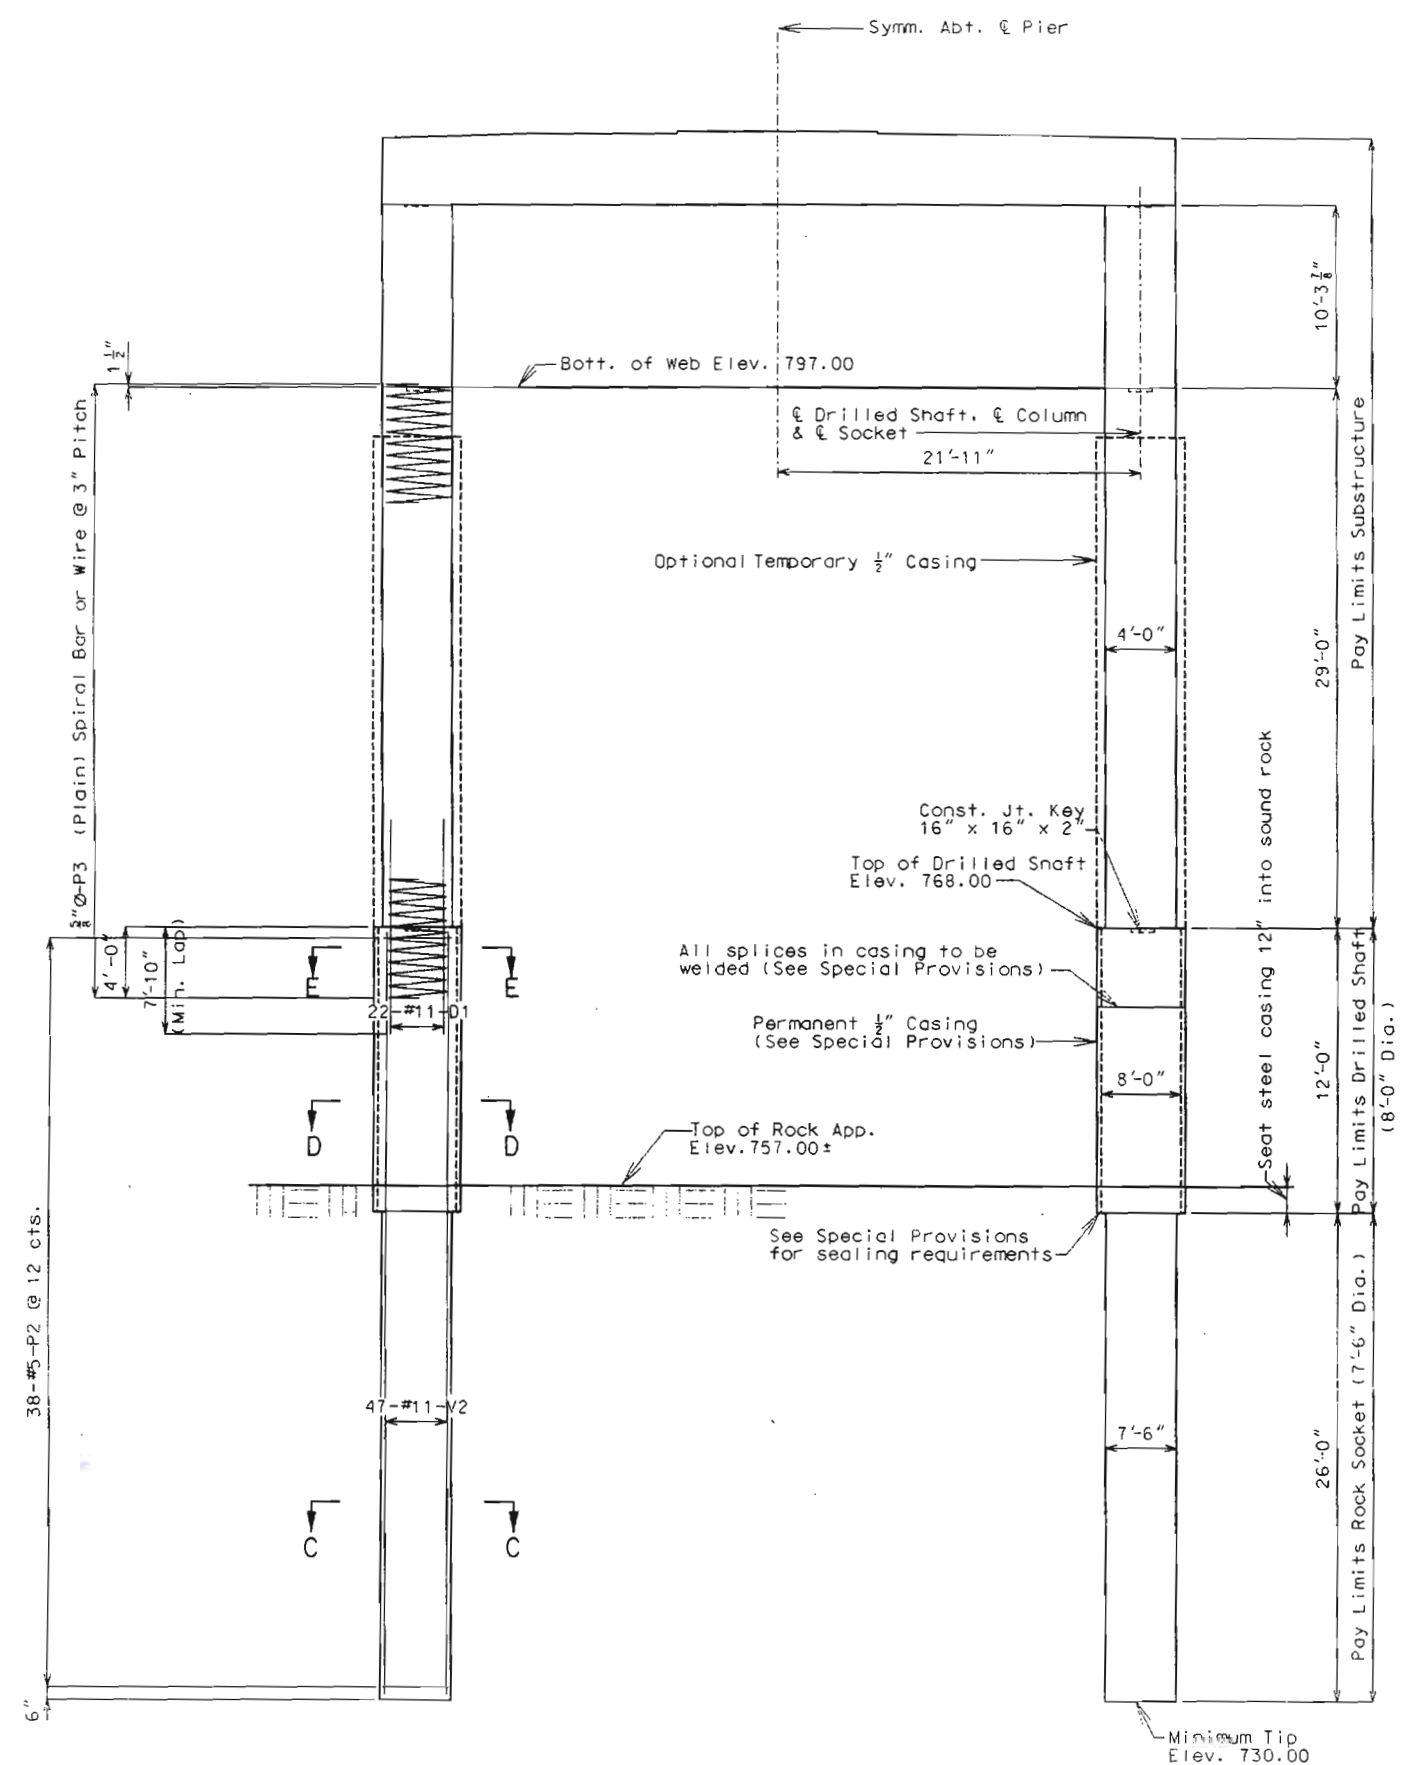 Symm. Abt. ℄ Pier
10'-3 7/8"
1 1/2"
Bott. of Web Elev. 797.00
℄ Drilled Shaft. ℄ Column
& ℄ Socket
21'-11"
Pay Limits Substructure
5/8"Ø-P3 (Plain) Spiral Bar or Wire @ 3" Pitch
Optional Temporary 1/2" Casing
4'-0"
29'-0"
Const. Jt. Key
16" x 16" x 2"
Top of Drilled Shaft
Elev. 768.00
Seat steel casing 12" into sound rock
4'-0"
7'-10"
(Min. Lap)
E E
22-#11-D1
All splices in casing to be
welded (See Special Provisions)
Permanent 1/2" Casing
(See Special Provisions)
8'-0"
12'-0"
Pay Limits Drilled Shaft
(8'-0" Dia.)
D D
Top of Rock App.
Elev. 757.00±
See Special Provisions
for sealing requirements
38-#5-P2 @ 12 cts.
47-#11-V2
7'-6"
26'-0"
Pay Limits Rock Socket (7'-6" Dia.)
C C
6"
Minimum Tip
Elev. 730.00